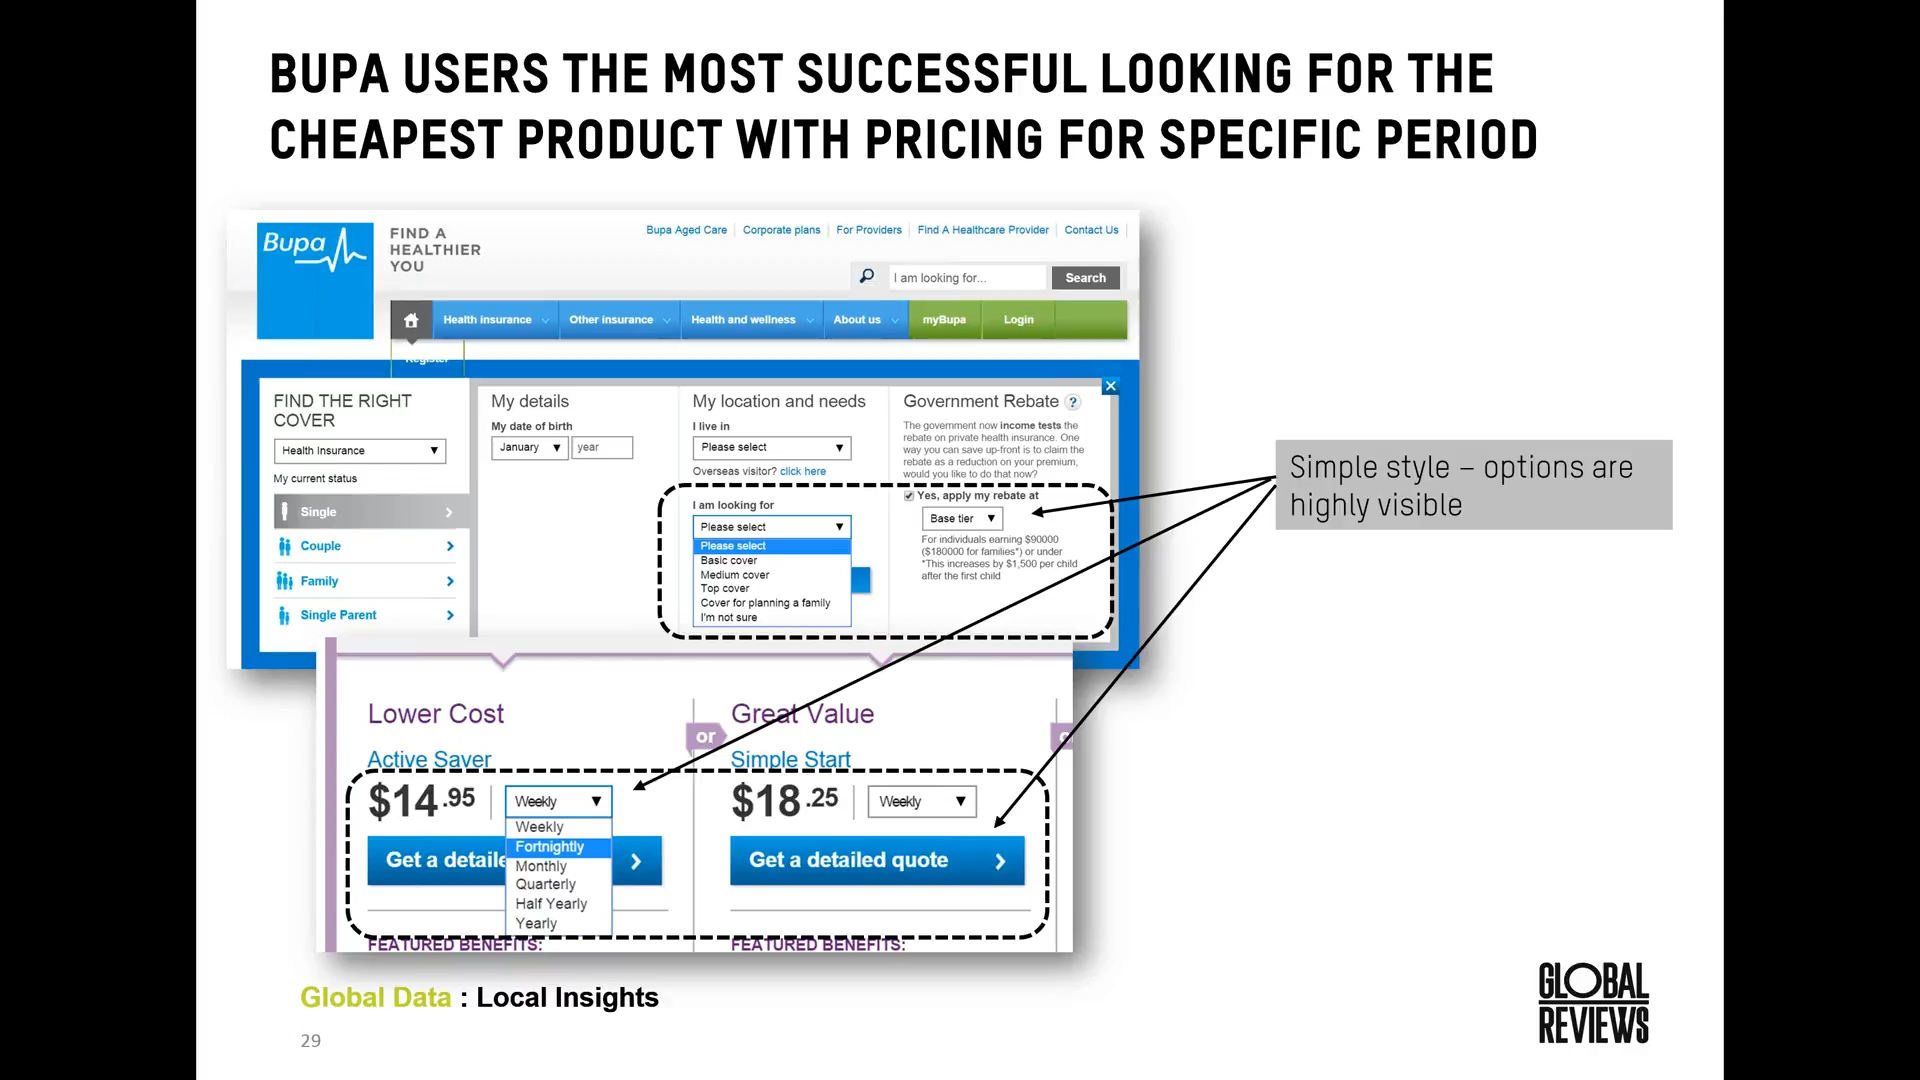 BUPA USERS THE MOST SUCCESSFUL LOOKING FOR THE
CHEAPEST PRODUCT WITH PRICING FOR SPECIFIC PERIOD
Bupa
FIND A
HEALTHIER
YOU
Bupa Aged Care
Corporate plans
For Providers
Find A Healthcare Provider
Contact Us
I am looking for...
Search
Health insurance
Other insurance
Health and wellness
About us
myBupa
Login
Register
FIND THE RIGHT
COVER
Health Insurance
My current status
Single
Couple
Family
Single Parent
My details
My date of birth
January
year
My location and needs
I live in
Please select
Overseas visitor? click here
I am looking for
Please select
Please select
Basic cover
Medium cover
Top cover
Cover for planning a family
I'm not sure
Government Rebate ?
The government now income tests the
rebate on private health insurance. One
way you can save up-front is to claim the
rebate as a reduction on your premium,
would you like to do that now?
Yes, apply my rebate at
Base tier
For individuals earning $90000
($180000 for families*) or under
*This increases by $1,500 per child
after the first child
Simple style – options are
highly visible
Lower Cost
Active Saver
$14.95
Weekly
Weekly
Fortnightly
Monthly
Quarterly
Half Yearly
Yearly
Get a detaile
FEATURED BENEFITS:
or
Great Value
Simple Start
$18.25
Weekly
Get a detailed quote
FEATURED BENEFITS:
Global Data : Local Insights
29
GLOBAL
REVIEWS